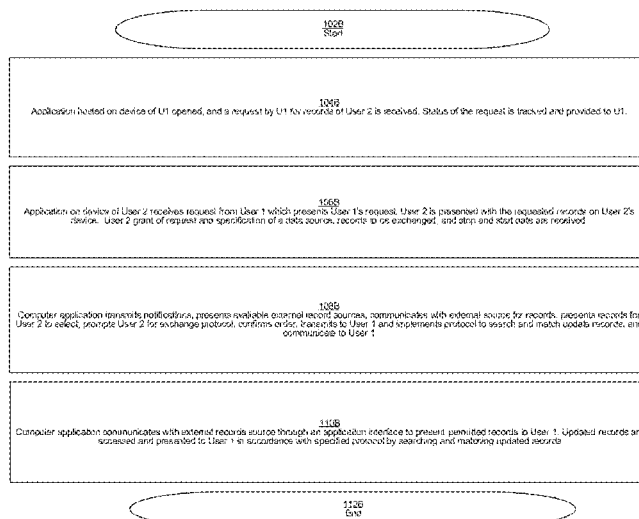 102B
Start
104B
Application hosted on device of U1 opened, and a request by U1 for records of User 2 is received. Status of the request is tracked and provided to U1.
106B
Application on device of User 2 receives request from User 1 which presents User 1's request. User 2 is presented with the requested records on User 2's
device. User 2 grant of request and specification of a data source, records to be exchanged, and stop and start date are received
108B
Computer application transmits notifications, presents available external record sources, communicates with external source for records, presents records for
User 2 to select, prompts User 2 for exchange protocol, confirms order, transmits to User 1 and implements protocol to search and match update records, an
communicate to User 1
110B
Computer application communicates with external records source through an application interface to present permitted records to User 1. Updated records ar
accessed and presented to User 1 in accordance with specified protocol by searching and matching updated records
112B
End